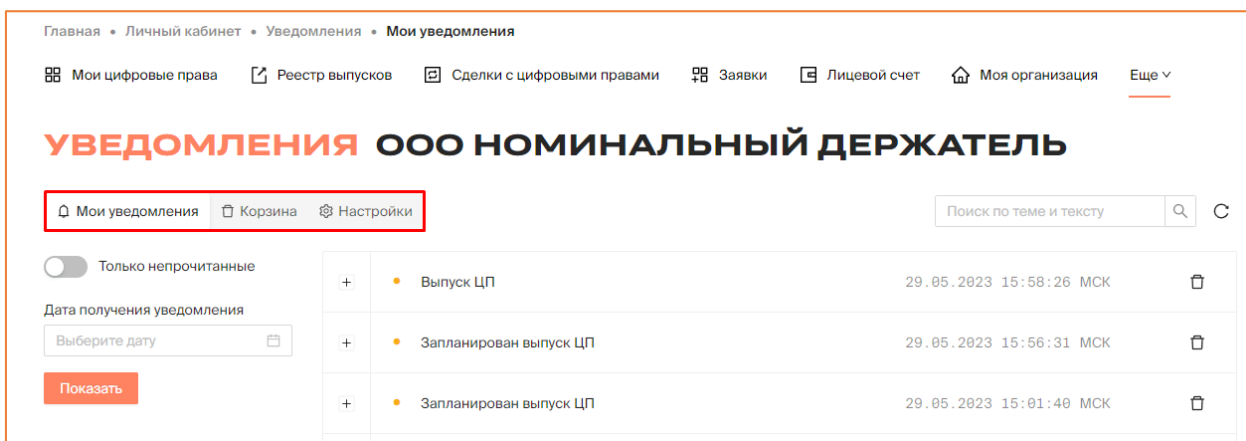 Главная • Личный кабинет • Уведомления • Мои уведомления
Мои цифровые права Реестр выпусков Сделки с цифровыми правами Заявки Лицевой счет Моя организация Еще
УВЕДОМЛЕНИЯ ООО НОМИНАЛЬНЫЙ ДЕРЖАТЕЛЬ
Мои уведомления Корзина Настройки Поиск по теме и тексту
Только непрочитанные
Выпуск ЦП 29.05.2023 15:58:26 МСК
Дата получения уведомления
Выберите дату
Запланирован выпуск ЦП 29.05.2023 15:56:31 МСК
Показать
Запланирован выпуск ЦП 29.05.2023 15:01:40 МСК